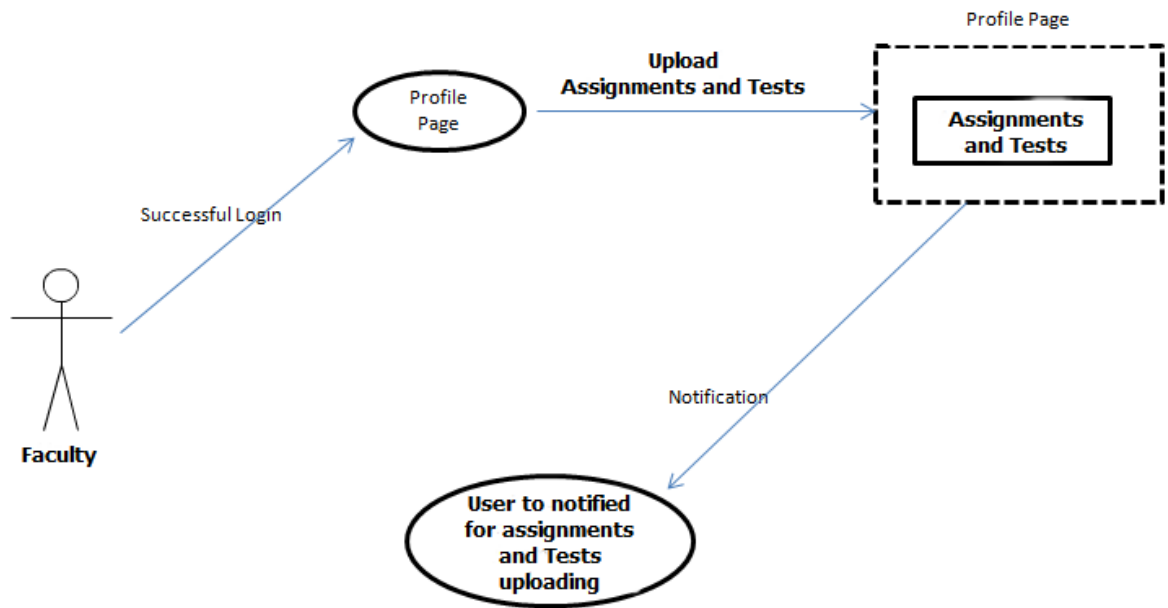 Profile Page
Upload
Assignments and Tests
Profile
Page
Assignments
and Tests
Successful Login
Notification
Faculty
User to notified
for assignments
and Tests
uploading